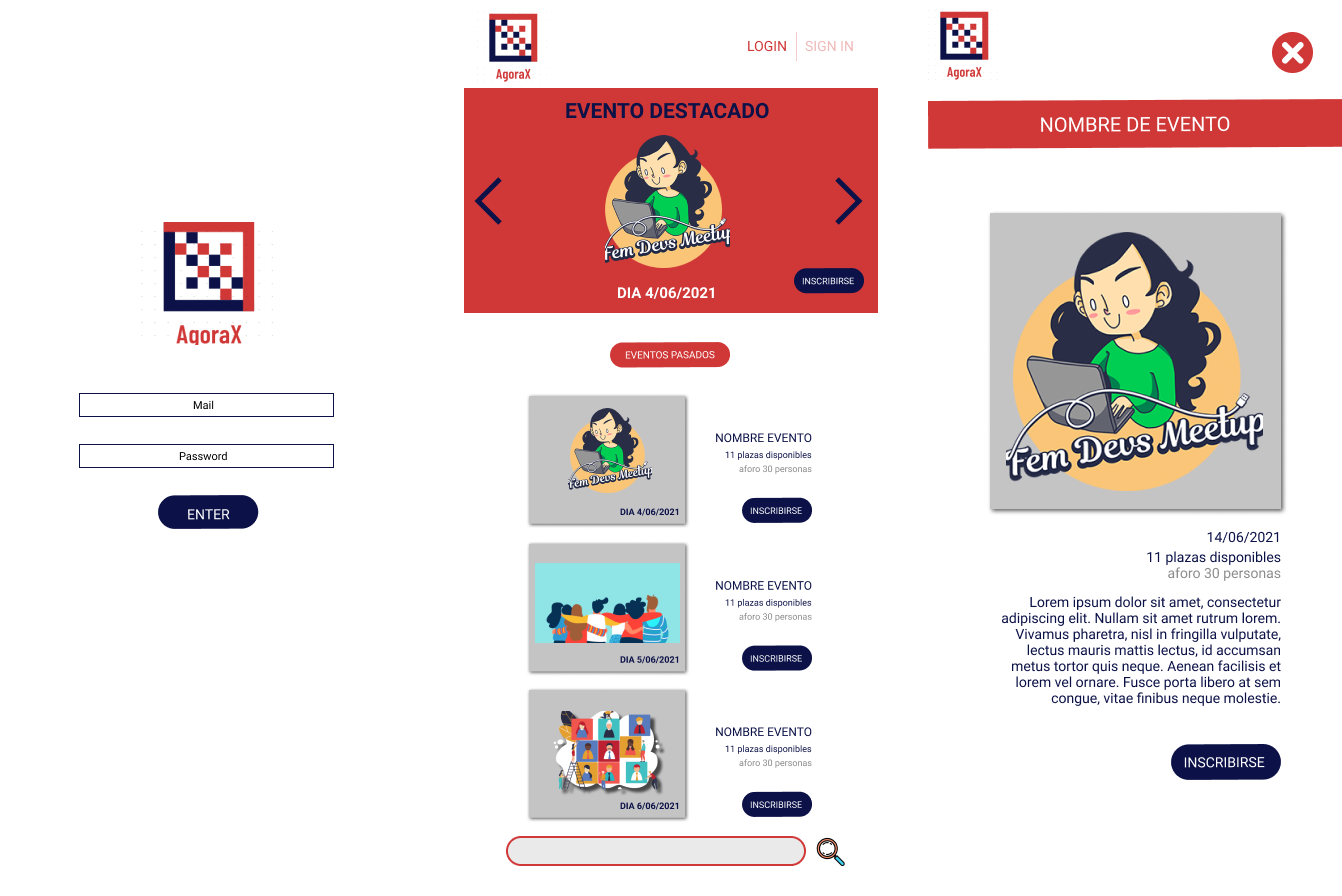 AgoraX
Mail
Password
ENTER
AgoraX
LOGIN
SIGN IN
EVENTO DESTACADO
Fem Devs Meetup
DIA 4/06/2021
INSCRIBIRSE
EVENTOS PASADOS
Fem Devs Meetup
DIA 4/06/2021
NOMBRE EVENTO
11 plazas disponibles
aforo 30 personas
INSCRIBIRSE
DIA 5/06/2021
NOMBRE EVENTO
11 plazas disponibles
aforo 30 personas
INSCRIBIRSE
DIA 6/06/2021
NOMBRE EVENTO
11 plazas disponibles
aforo 30 personas
INSCRIBIRSE
AgoraX
NOMBRE DE EVENTO
Fem Devs Meetup
14/06/2021
11 plazas disponibles
aforo 30 personas
Lorem ipsum dolor sit amet, consectetur
adipiscing elit. Nullam sit amet rutrum lorem.
Vivamus pharetra, nisl in fringilla vulputate,
lectus mauris mattis lectus, id accumsan
metus tortor quis neque. Aenean facilisis et
lorem vel ornare. Fusce porta libero at sem
congue, vitae finibus neque molestie.
INSCRIBIRSE